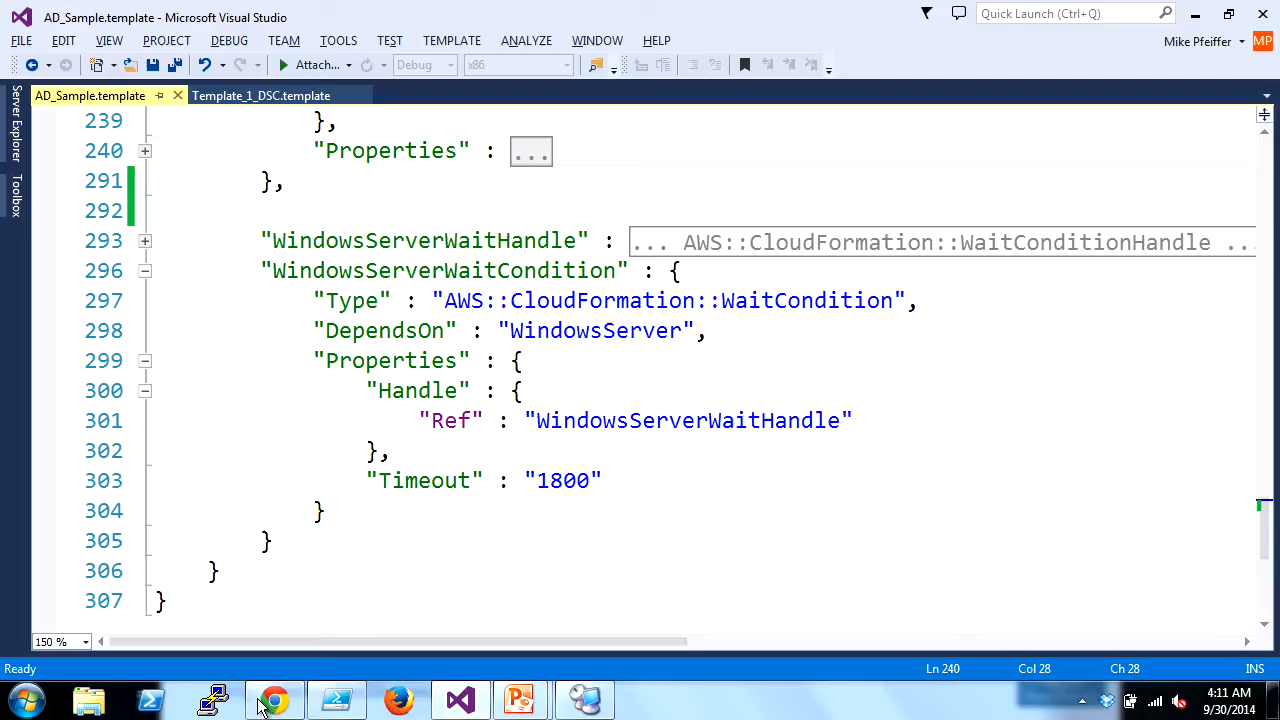 AD_Sample.template - Microsoft Visual Studio
Quick Launch (Ctrl+Q)
FILE EDIT VIEW PROJECT DEBUG TEAM TOOLS TEST TEMPLATE ANALYZE WINDOW HELP
Mike Pfeiffer MP
Attach... Debug x86
AD_Sample.template Template_1_DSC.template
Server Explorer
Toolbox
239 },
240 "Properties" : ...
291 },
292
293 "WindowsServerWaitHandle" : ... AWS::CloudFormation::WaitConditionHandle ...
296 "WindowsServerWaitCondition" : {
297 "Type" : "AWS::CloudFormation::WaitCondition",
298 "DependsOn" : "WindowsServer",
299 "Properties" : {
300 "Handle" : {
301 "Ref" : "WindowsServerWaitHandle"
302 },
303 "Timeout" : "1800"
304 }
305 }
306 }
307 }
150 %
Ready Ln 240 Col 28 Ch 28 INS
4:11 AM
9/30/2014